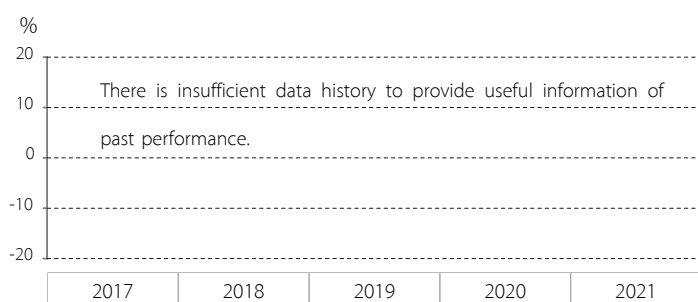 %
20
There is insufficient data history to provide useful information of
10
past performance.
0
-10
-20
2017 2018 2019 2020 2021